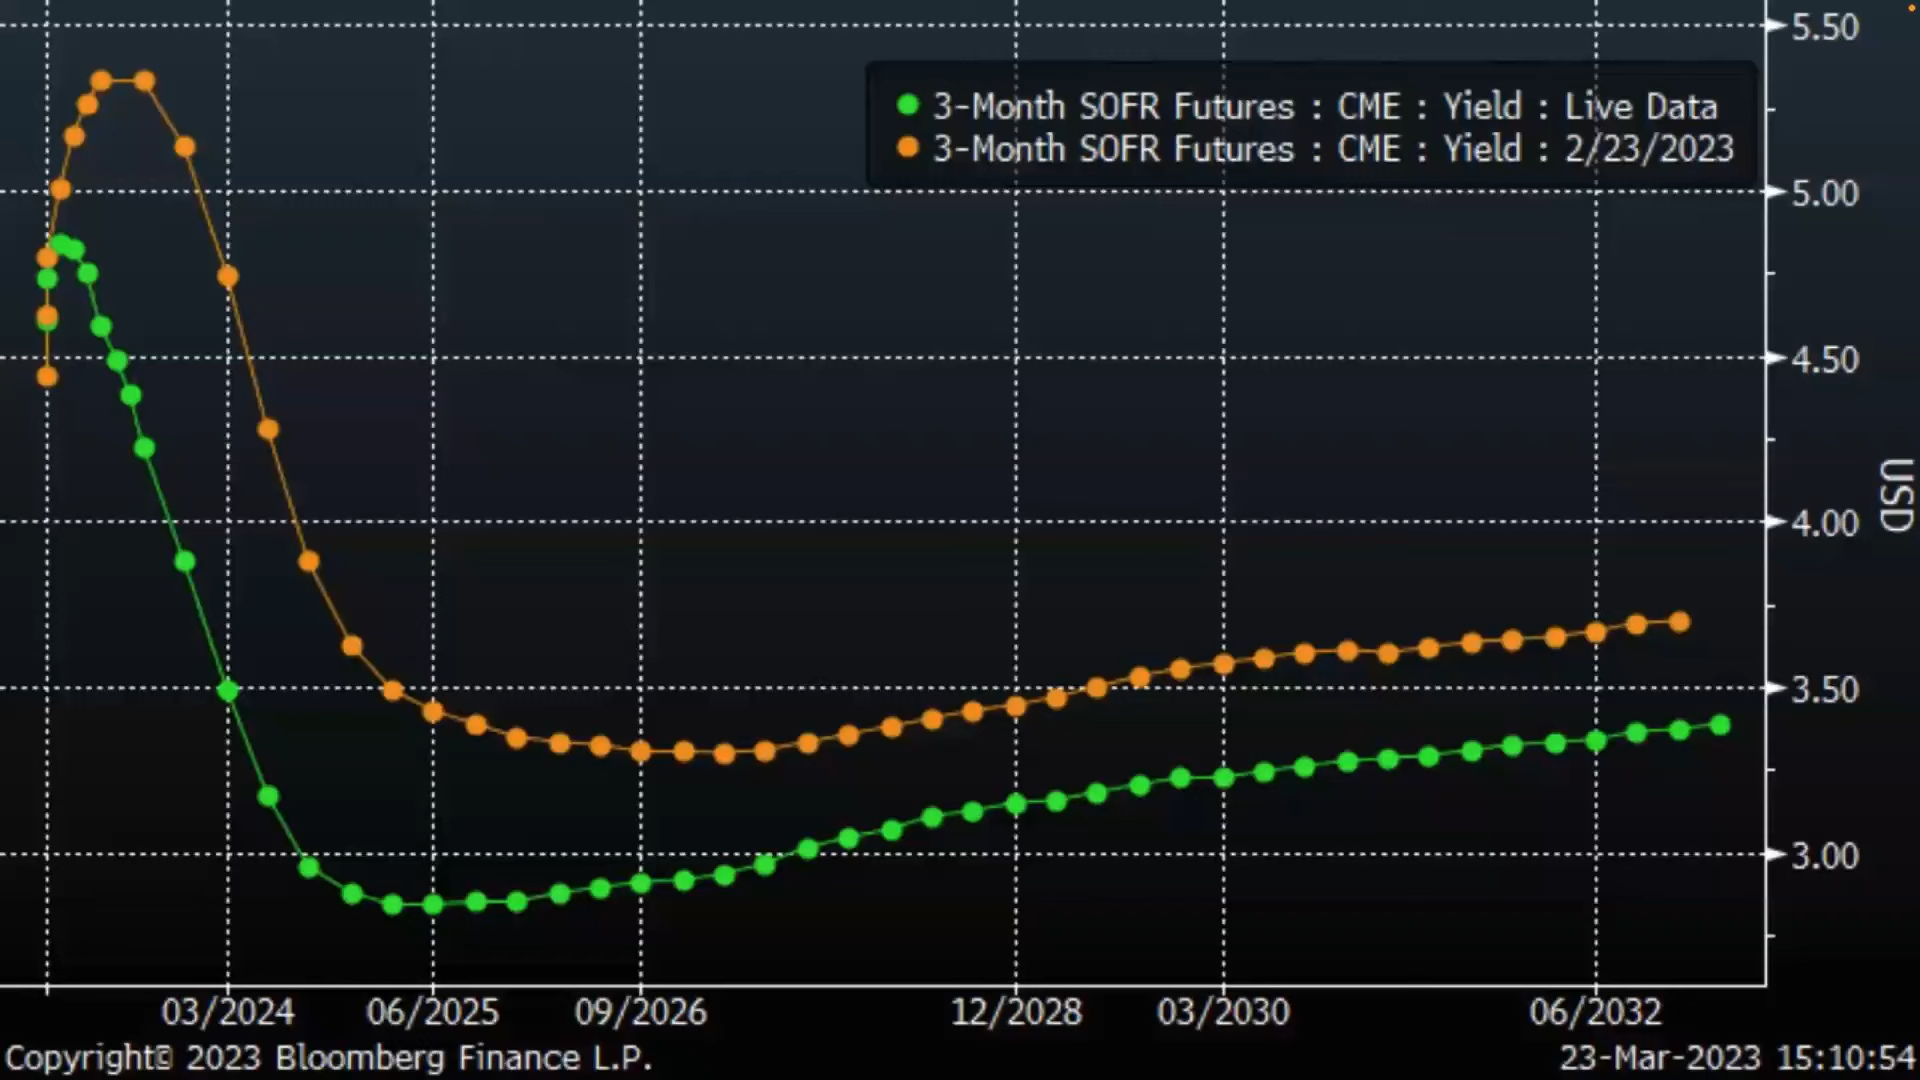 5.50
3-Month SOFR Futures : CME : Yield : Live Data
3-Month SOFR Futures : CME : Yield : 2/23/2023
5.00
4.50
4.00
USD
3.50
3.00
03/2024 06/2025 09/2026 12/2028 03/2030 06/2032
Copyright© 2023 Bloomberg Finance L.P.
23-Mar-2023 15:10:54